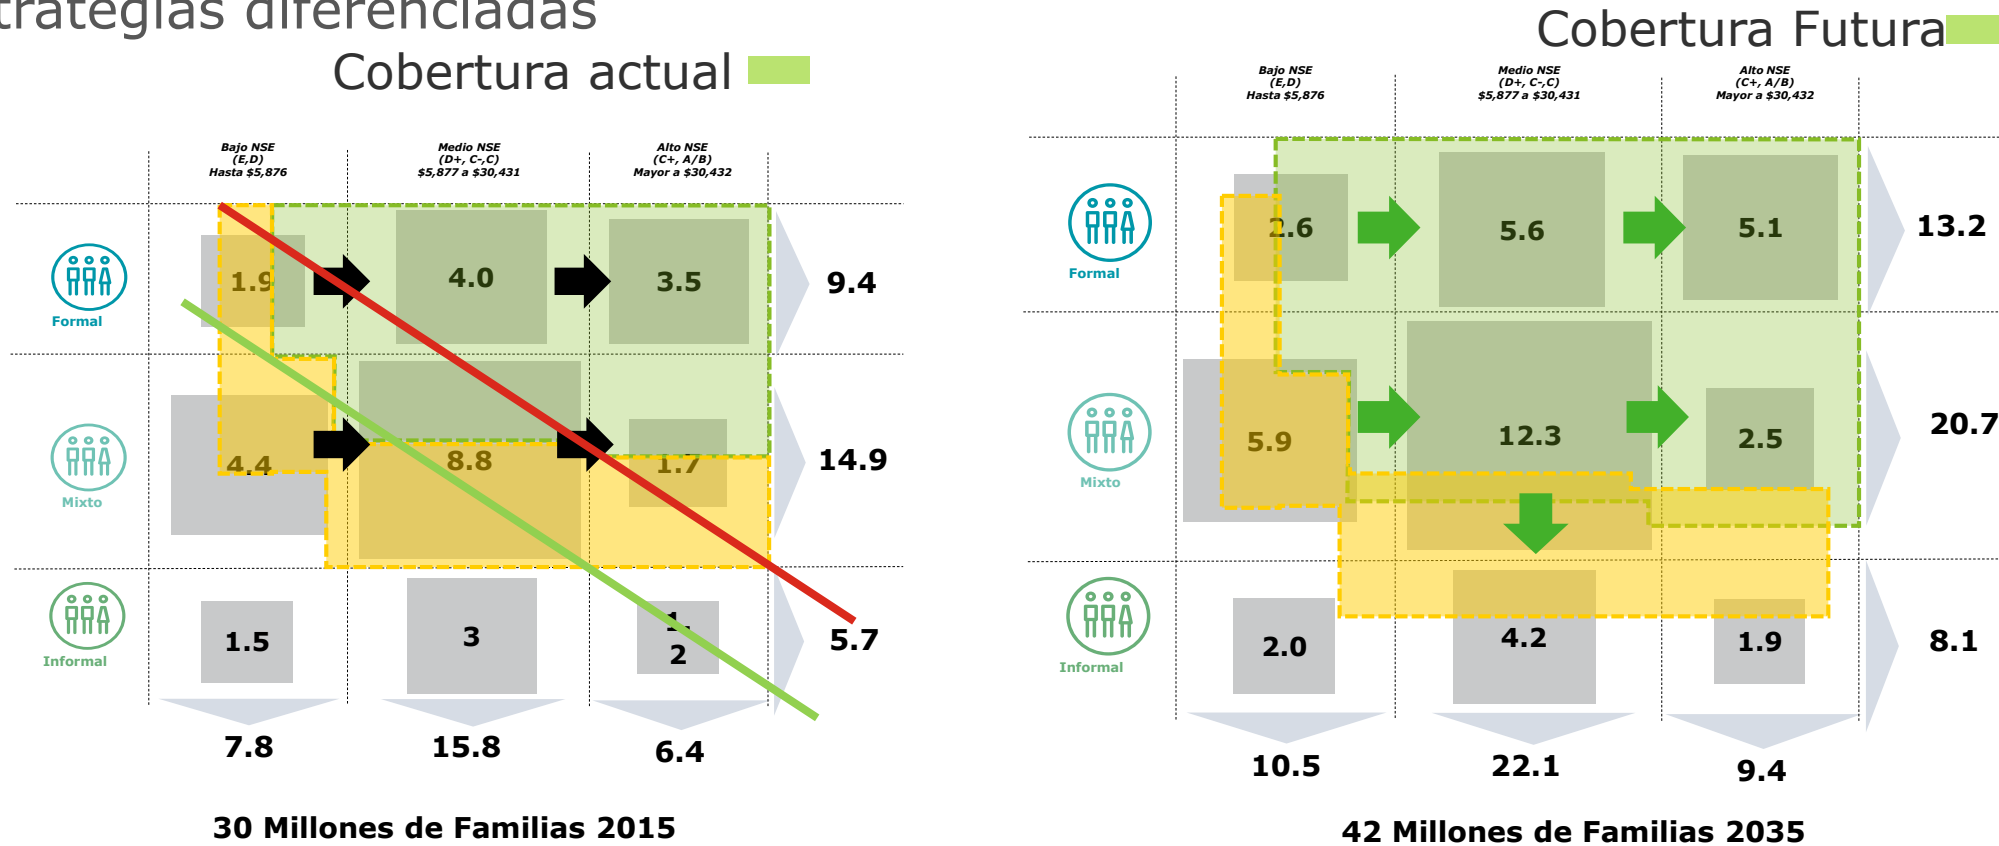 trategias diferenciadas
Cobertura actual
Bajo NSE
(E,D)
Hasta $5,876
Medio NSE
(D+, C-,C)
$5,877 a $30,431
Alto NSE
(C+, A/B)
Mayor a $30,432
Formal
1.9
4.0
3.5
9.4
Mixto
4.4
8.8
1.7
14.9
Informal
1.5
3
1.
2
5.7
7.8
15.8
6.4
30 Millones de Familias 2015
Cobertura Futura
Bajo NSE
(E,D)
Hasta $5,876
Medio NSE
(D+, C-,C)
$5,877 a $30,431
Alto NSE
(C+, A/B)
Mayor a $30,432
Formal
2.6
5.6
5.1
13.2
Mixto
5.9
12.3
2.5
20.7
Informal
2.0
4.2
1.9
8.1
10.5
22.1
9.4
42 Millones de Familias 2035